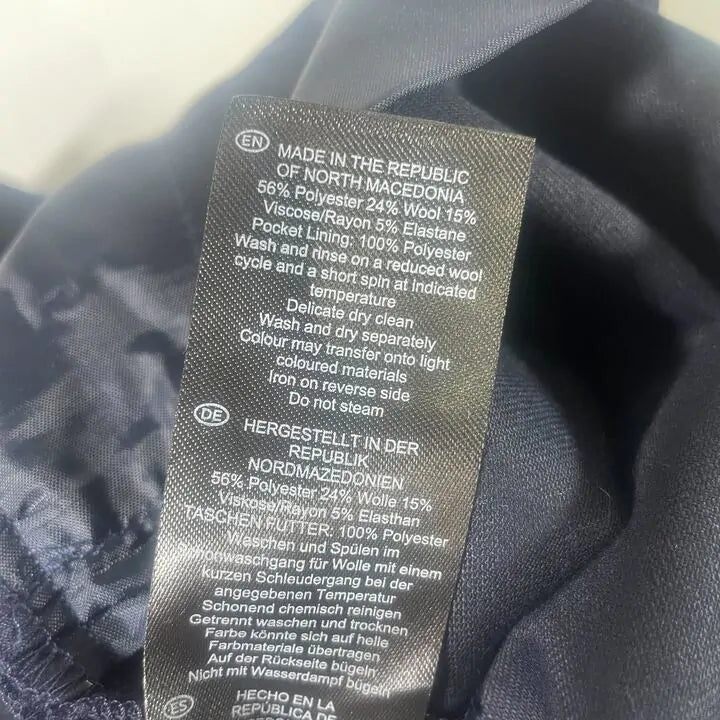 EN
MADE IN THE REPUBLIC
OF NORTH MACEDONIA
56% Polyester 24% Wool 15%
Viscose/Rayon 5% Elastane
Pocket Lining: 100% Polyester
Wash and rinse on a reduced wool
cycle and a short spin at indicated
temperature
Delicate dry clean
Wash and dry separately
Colour may transfer onto light
coloured materials
Iron on reverse side
Do not steam
DE
HERGESTELLT IN DER
REPUBLIK
NORDMAZEDONIEN
56% Polyester 24% Wolle 15%
Viskose/Rayon 5% Elasthan
TASCHEN FUTTER: 100% Polyester
Waschen und Spülen im
für Wolle mit einem
kurzen Schleudergang bei der
angegebenen Temperatur
Schonend chemisch reinigen
Getrennt waschen und trocknen
Farbe könnte sich auf helle
Farbmateriale übertragen
Auf der Rückseite bügeln
Nicht mit Wasserdampf bügeln
ES
HECHO EN LA
REPÚBLICA DE